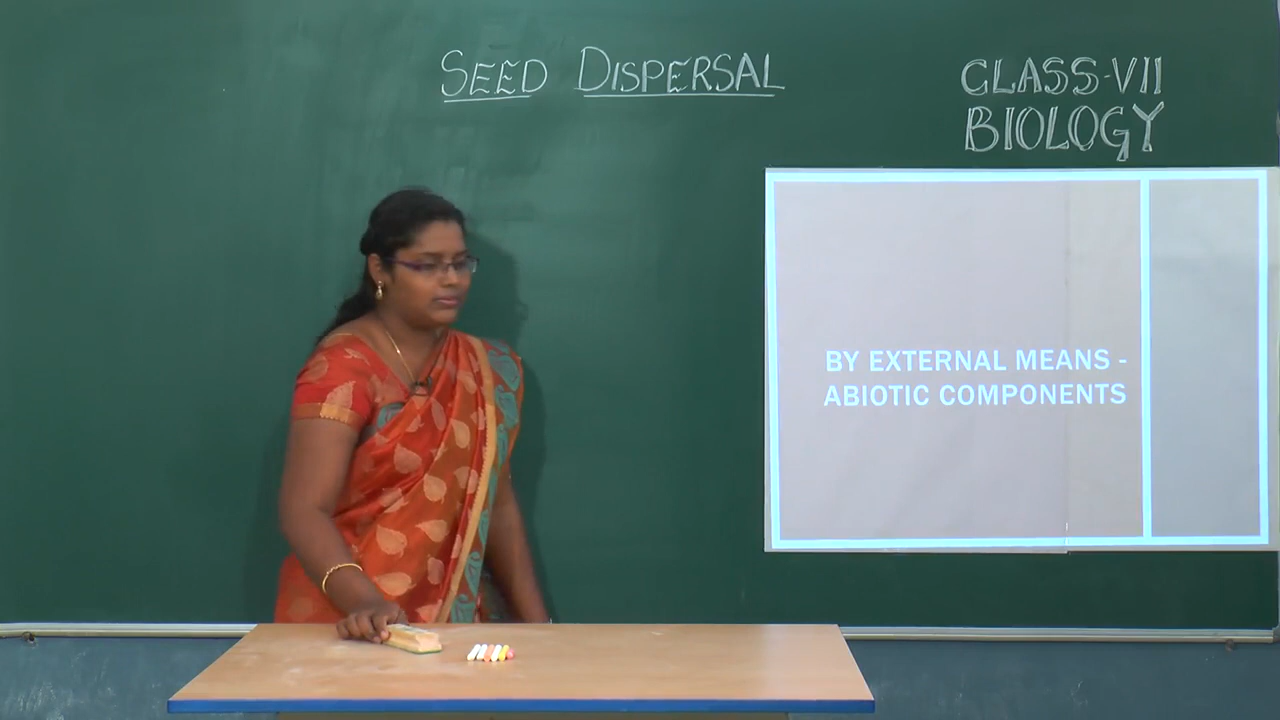 SEED DISPERSAL
CLASS-VII
BIOLOGY
BY EXTERNAL MEANS -
ABIOTIC COMPONENTS